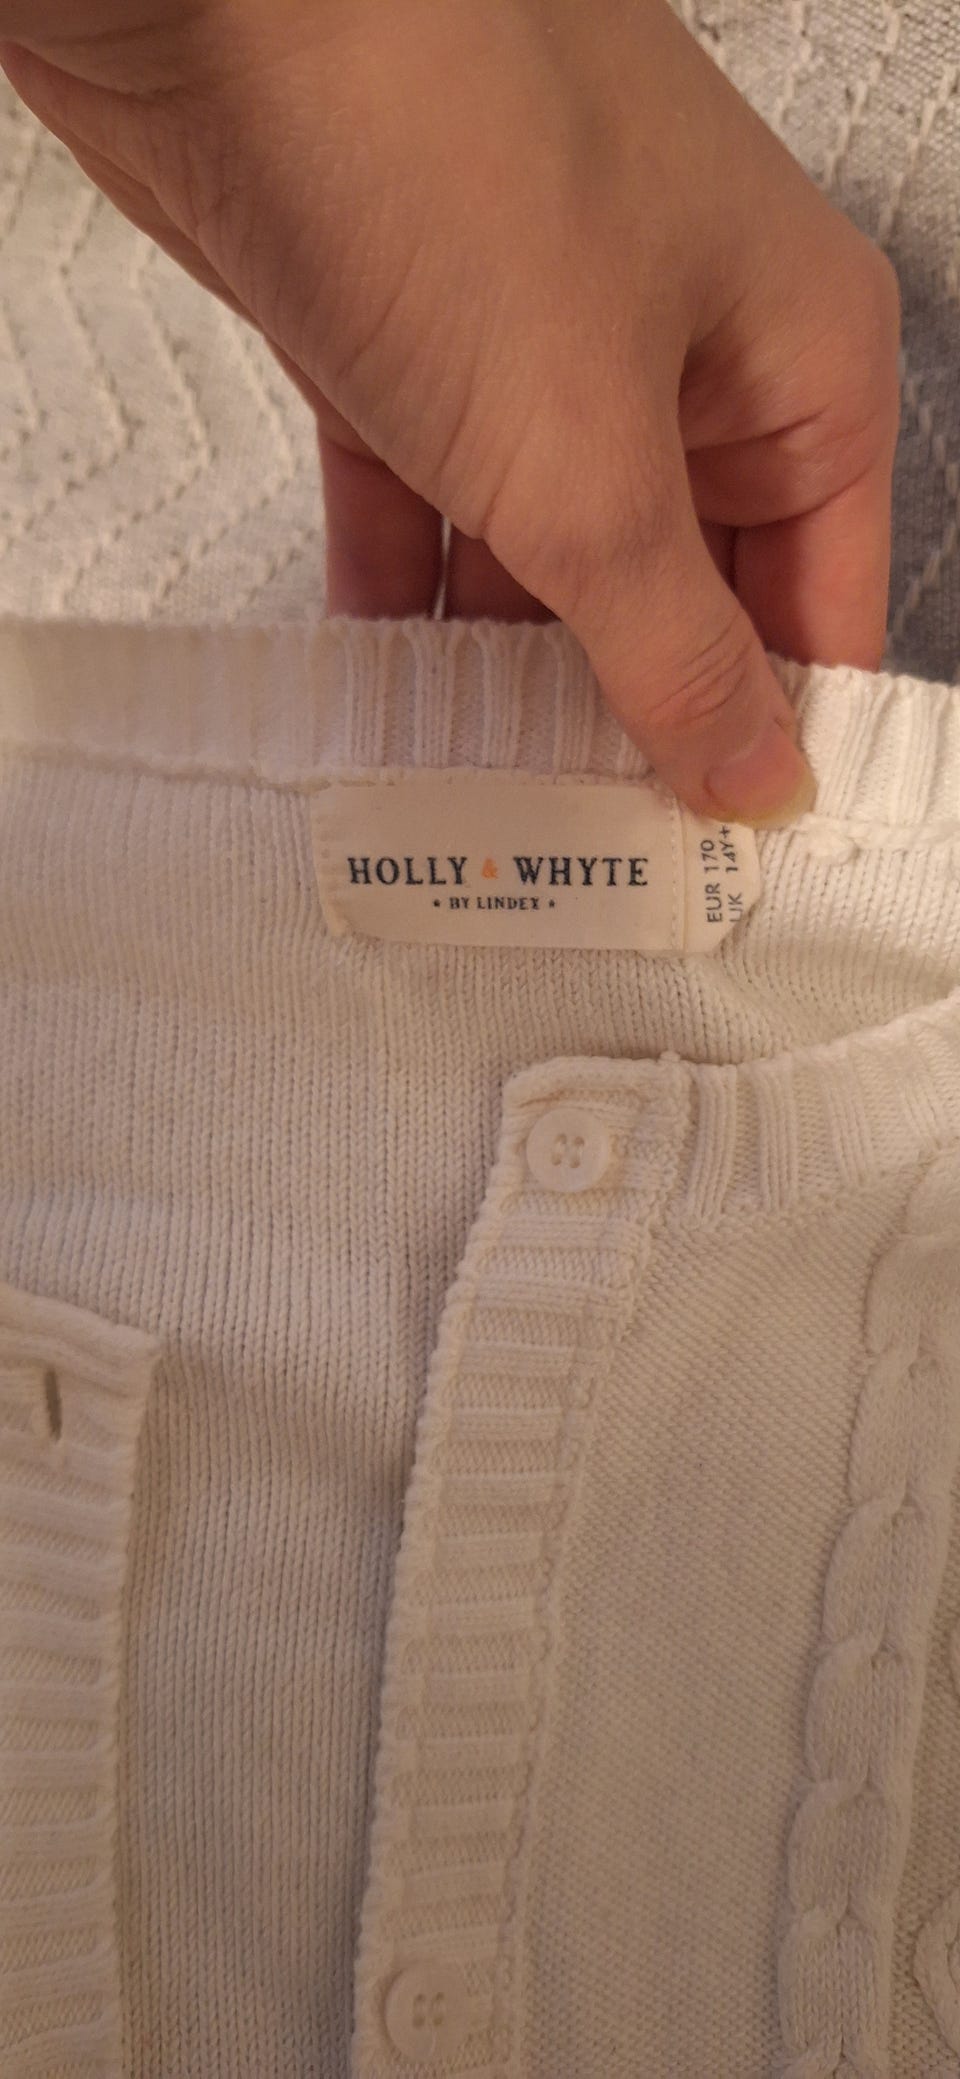 HOLLY & WHYTE
★ BY LINDEX ★
EUR 170
UK 14Y+